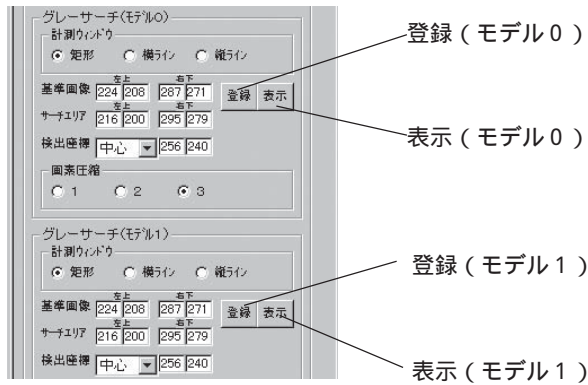 グレーサーチ(ﾓﾃﾞﾙ0)
計測ｳｨﾝﾄﾞｳ
矩形 横ﾗｲﾝ 縦ﾗｲﾝ
左上 右下
基準画像 224 208 287 271 登録 表示
左上 右下
ｻｰﾁｴﾘｱ 216 200 295 279
検出座標 中心 256 240
画素圧縮
1 2 3
グレーサーチ(ﾓﾃﾞﾙ1)
計測ｳｨﾝﾄﾞｳ
矩形 横ﾗｲﾝ 縦ﾗｲﾝ
左上 右下
基準画像 224 208 287 271 登録 表示
左上 右下
ｻｰﾁｴﾘｱ 216 200 295 279
検出座標 中心 256 240
登録（モデル０）
表示（モデル０）
登録（モデル１）
表示（モデル１）